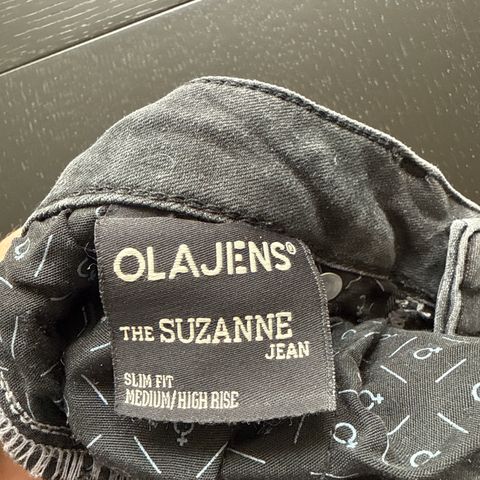 OLAJENS®
THE SUZANNE
JEAN
SLIM FIT
MEDIUM/HIGH RISE